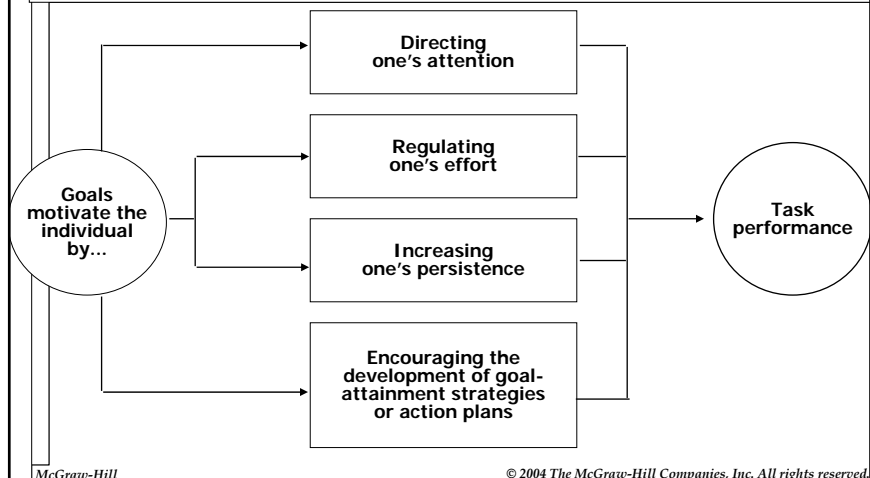 Directing
one's attention
Regulating
one's effort
Goals
motivate the
individual
by...
Increasing
one's persistence
Encouraging the
development of goal-
attainment strategies
or action plans
Task
performance
McGraw-Hill
© 2004 The McGraw-Hill Companies, Inc. All rights reserved.